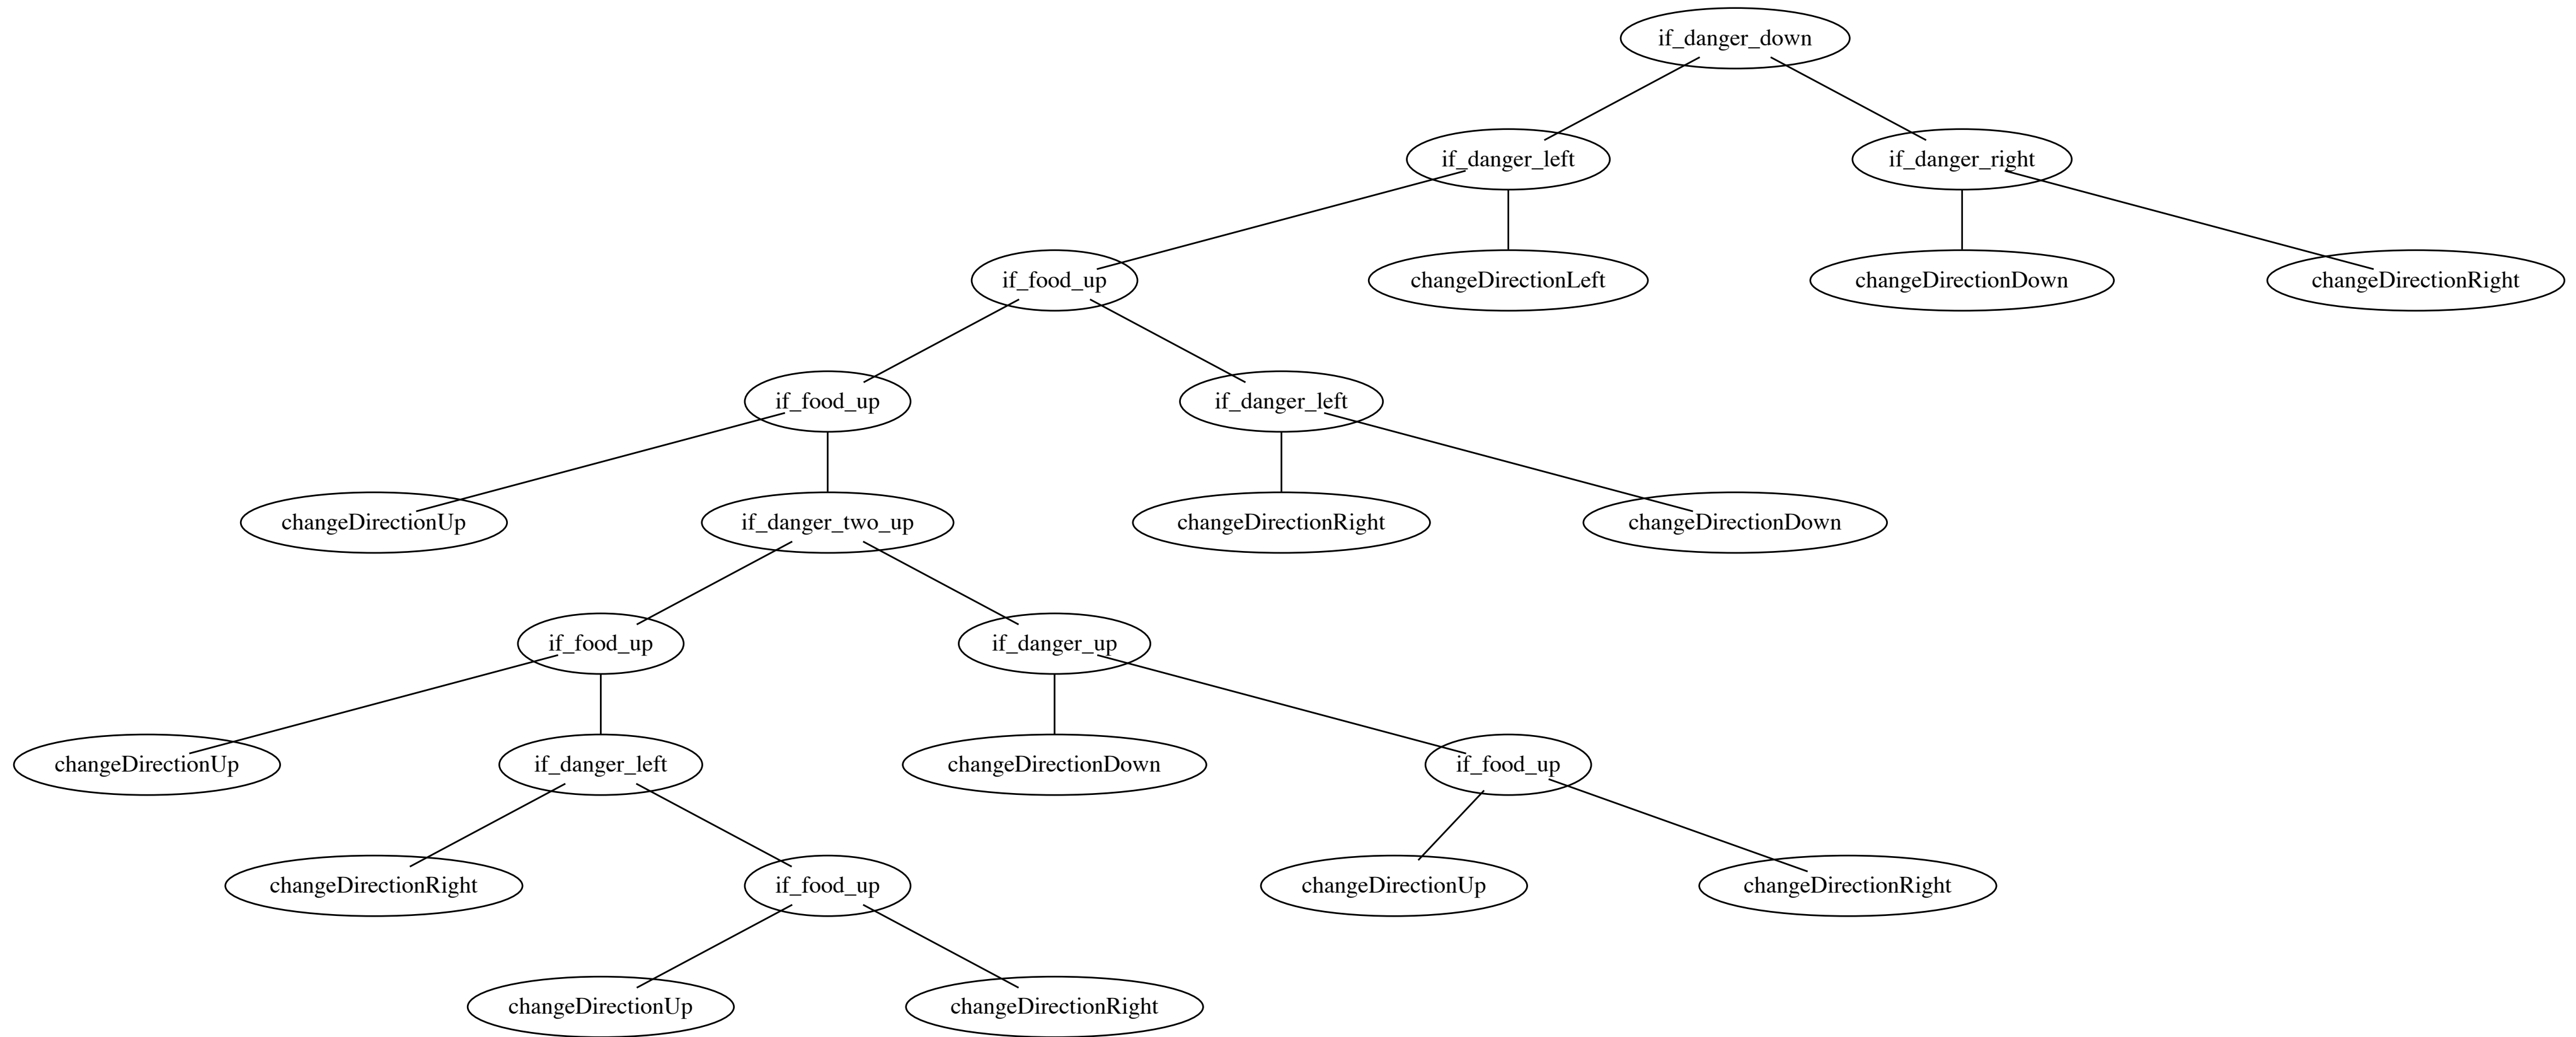 if_danger_down
if_danger_left
if_danger_right
if_food_up
changeDirectionLeft
changeDirectionDown
changeDirectionRight
if_food_up
if_danger_left
changeDirectionUp
if_danger_two_up
changeDirectionRight
changeDirectionDown
if_food_up
if_danger_up
changeDirectionUp
if_danger_left
changeDirectionDown
if_food_up
changeDirectionRight
if_food_up
changeDirectionUp
changeDirectionRight
changeDirectionUp
changeDirectionRight